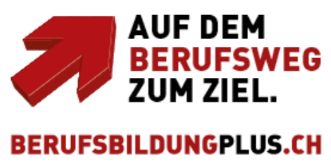 AUF DEM
BERUFSWEG
ZUM ZIEL.
BERUFSBILDUNGPLUS.CH